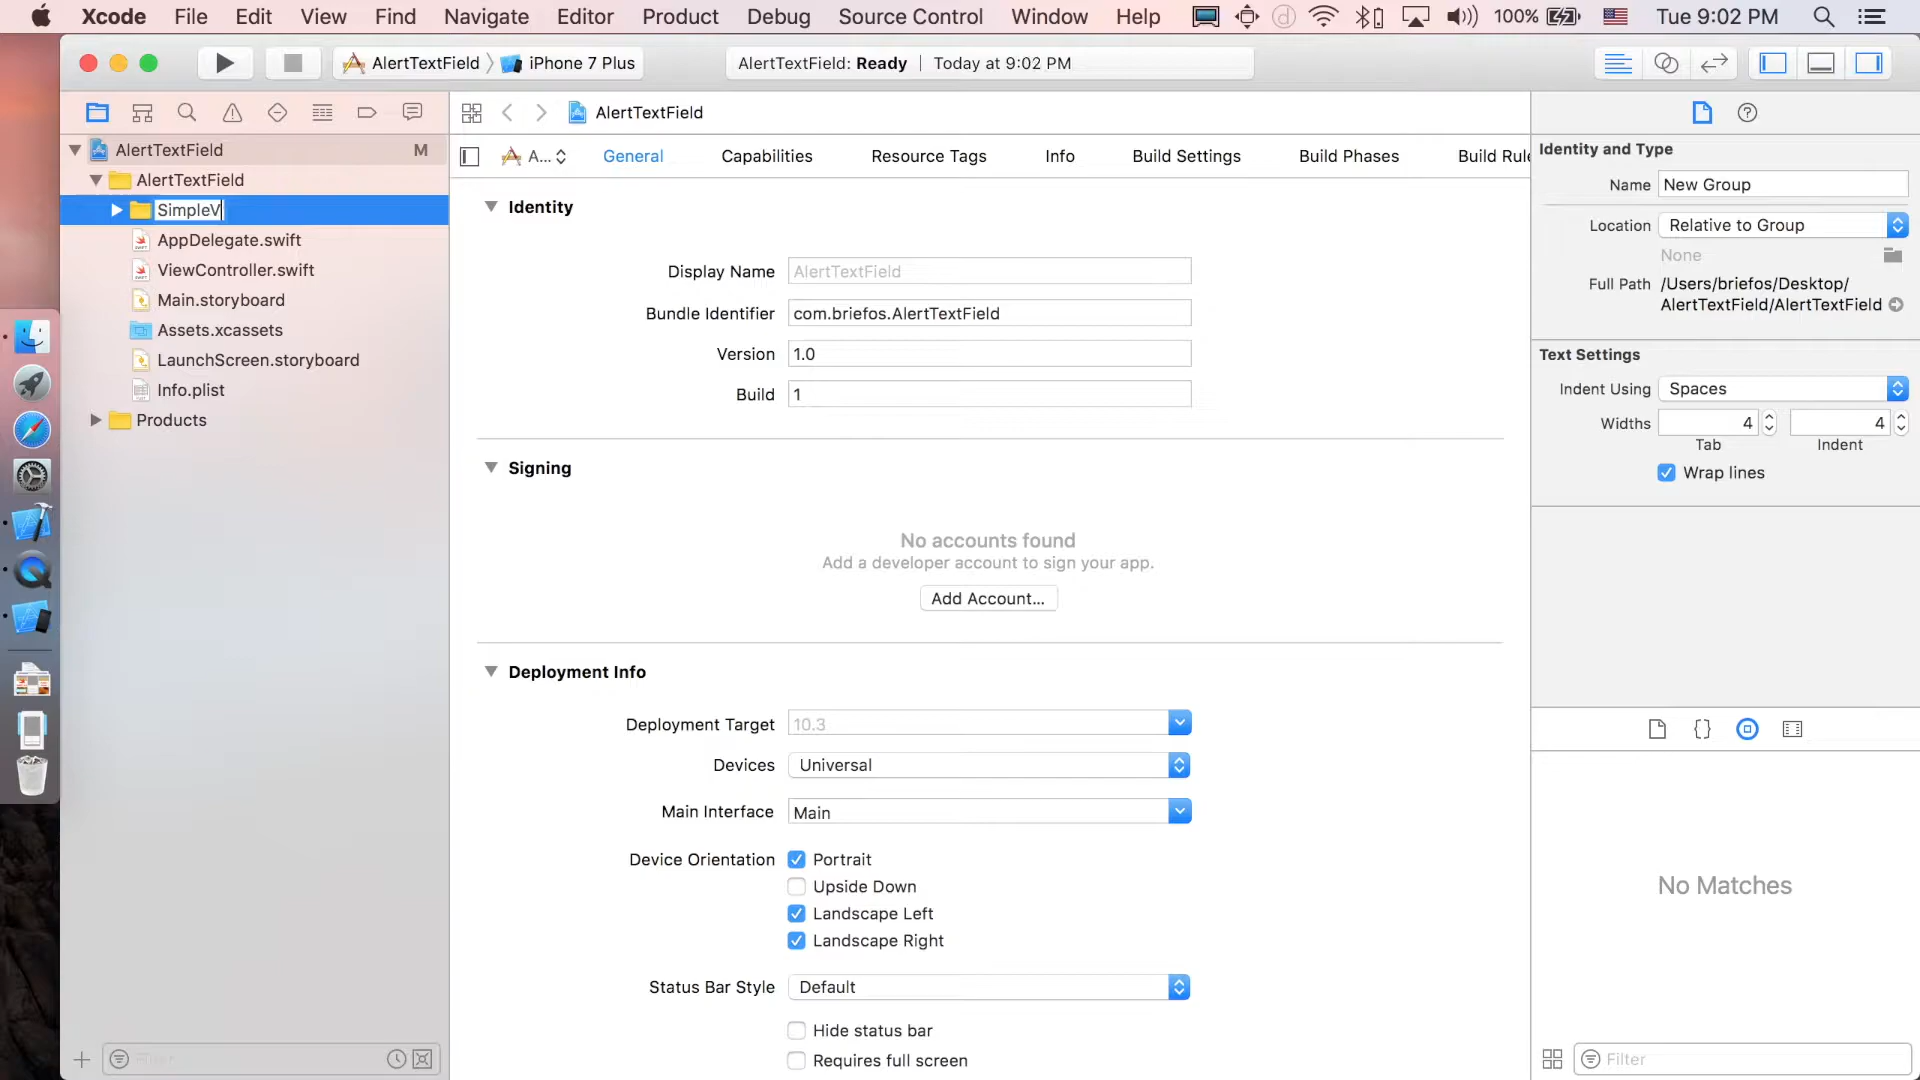 Xcode File Edit View Find Navigate Editor Product Debug Source Control Window Help 100% Tue 9:02 PM
AlertTextField iPhone 7 Plus AlertTextField: Ready Today at 9:02 PM
AlertTextField
AlertTextField M
AlertTextField
SimpleV
AppDelegate.swift
ViewController.swift
Main.storyboard
Assets.xcassets
LaunchScreen.storyboard
Info.plist
Products
Filter
A... General Capabilities Resource Tags Info Build Settings Build Phases Build Rule
Identity
Display Name AlertTextField
Bundle Identifier com.briefos.AlertTextField
Version 1.0
Build 1
Signing
No accounts found
Add a developer account to sign your app.
Add Account...
Deployment Info
Deployment Target 10.3
Devices Universal
Main Interface Main
Device Orientation Portrait
Upside Down
Landscape Left
Landscape Right
Status Bar Style Default
Hide status bar
Requires full screen
Identity and Type
Name New Group
Location Relative to Group
None
Full Path /Users/briefos/Desktop/
AlertTextField/AlertTextField
Text Settings
Indent Using Spaces
Widths 4 4
Tab Indent
Wrap lines
No Matches
Filter